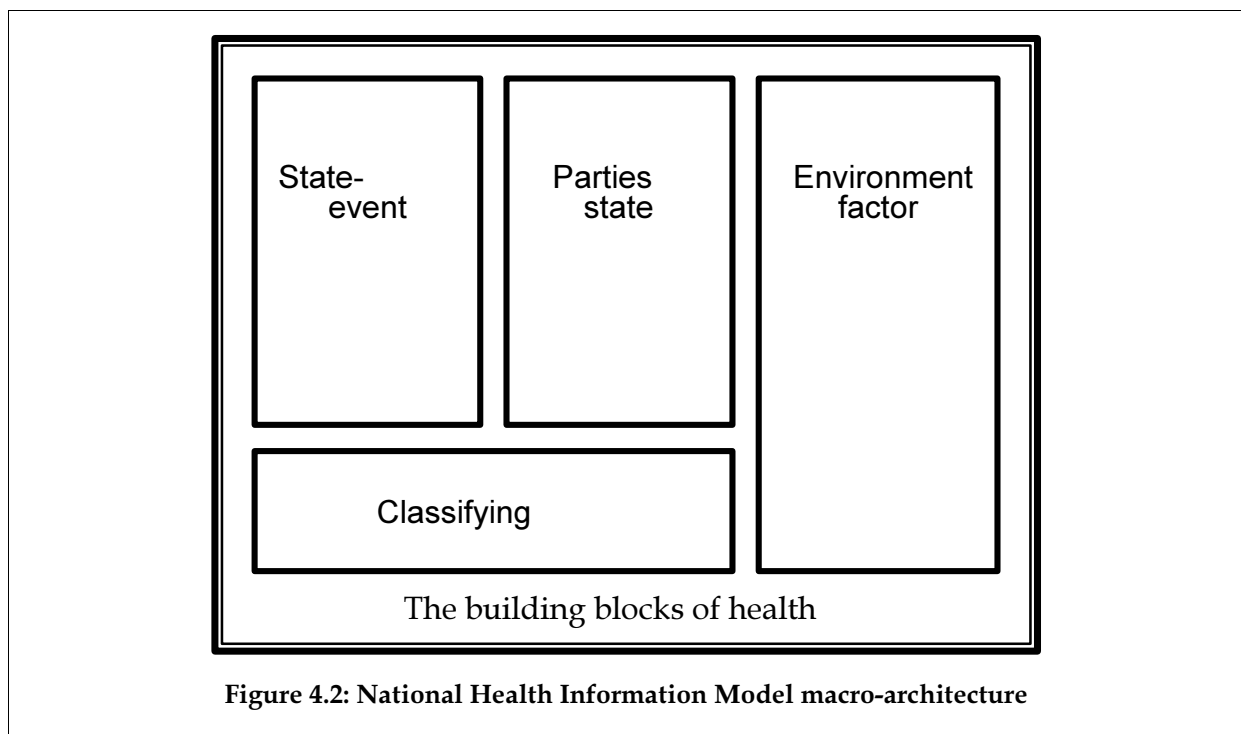 State-
event
Parties
state
Environment
factor
Classifying
The building blocks of health
Figure 4.2: National Health Information Model macro-architecture